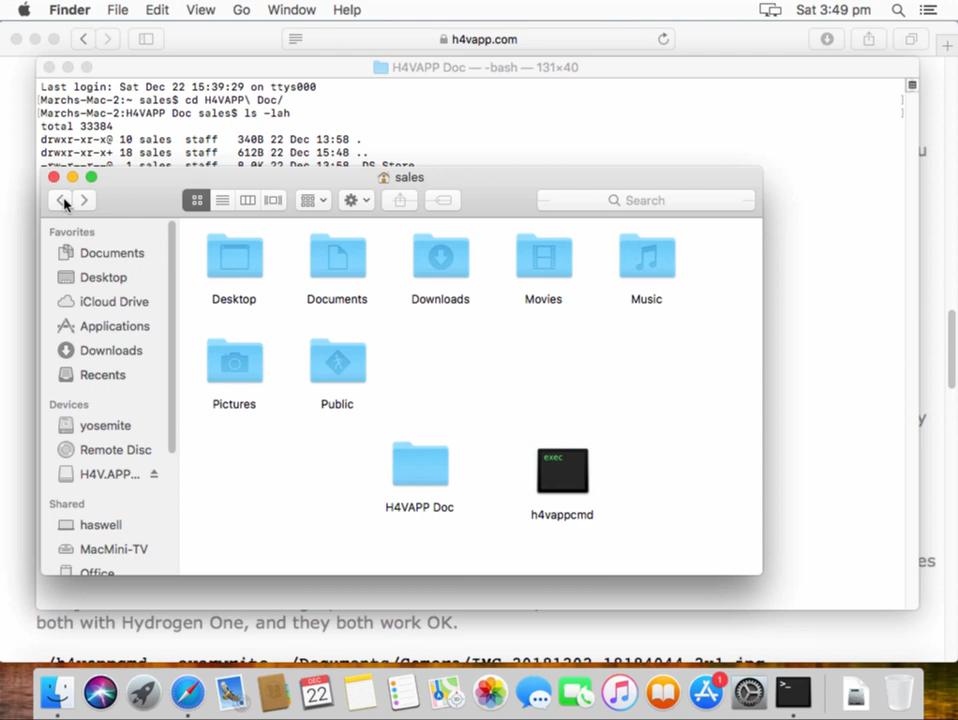 Finder File Edit View Go Window Help Sat 3:49 pm
h4vapp.com
H4VAPP Doc — -bash — 131×40
Last login: Sat Dec 22 15:39:29 on ttys000
[Marchs-Mac-2:~ sales$ cd H4VAPP\ Doc/ ]
[Marchs-Mac-2:H4VAPP Doc sales$ ls -lah ]
total 33384
drwxr-xr-x@ 10 sales staff 340B 22 Dec 13:58 .
drwxr-xr-x+ 18 sales staff 612B 22 Dec 15:48 ..
sales
Search
Favorites
Documents
Desktop
iCloud Drive
Applications
Downloads
Recents
Devices
yosemite
Remote Disc
H4V.APP...
Shared
haswell
MacMini-TV
Office
Desktop
Documents
Downloads
Movies
Music
Pictures
Public
H4VAPP Doc
exec
h4vappcmd
both with Hydrogen One, and they both work OK.
DEC
22
1